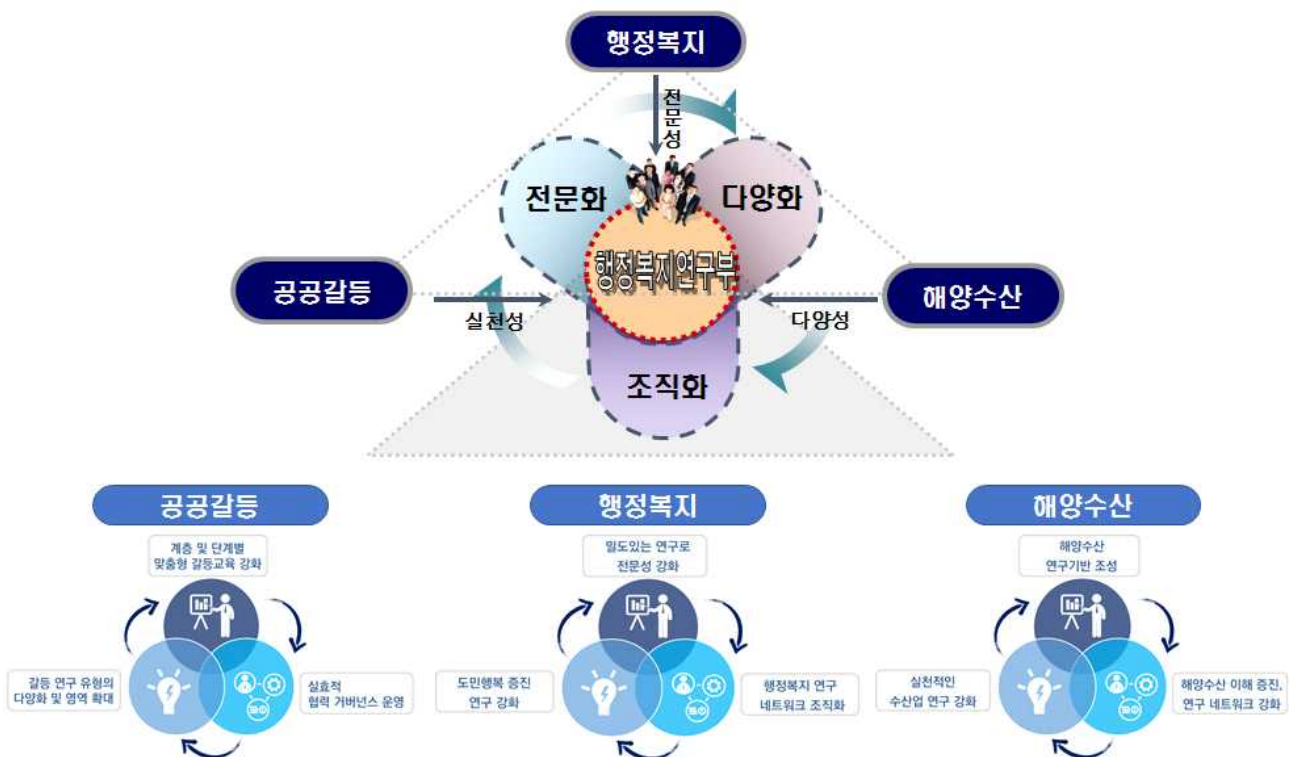 행정복지
전문성
전문화
다양화
행정복지연구부
공공갈등
실천성
해양수산
다양성
조직화
공공갈등
계층 및 단계별
맞춤형 갈등교육 강화
갈등 연구 유형의
다양화 및 영역 확대
실효적
협력 거버넌스 운영
행정복지
밀도있는 연구로
전문성 강화
도민행복 증진
연구 강화
행정복지 연구
네트워크 조직화
해양수산
해양수산
연구기반 조성
실천적인
수산업 연구 강화
해양수산 이해 증진,
연구 네트워크 강화